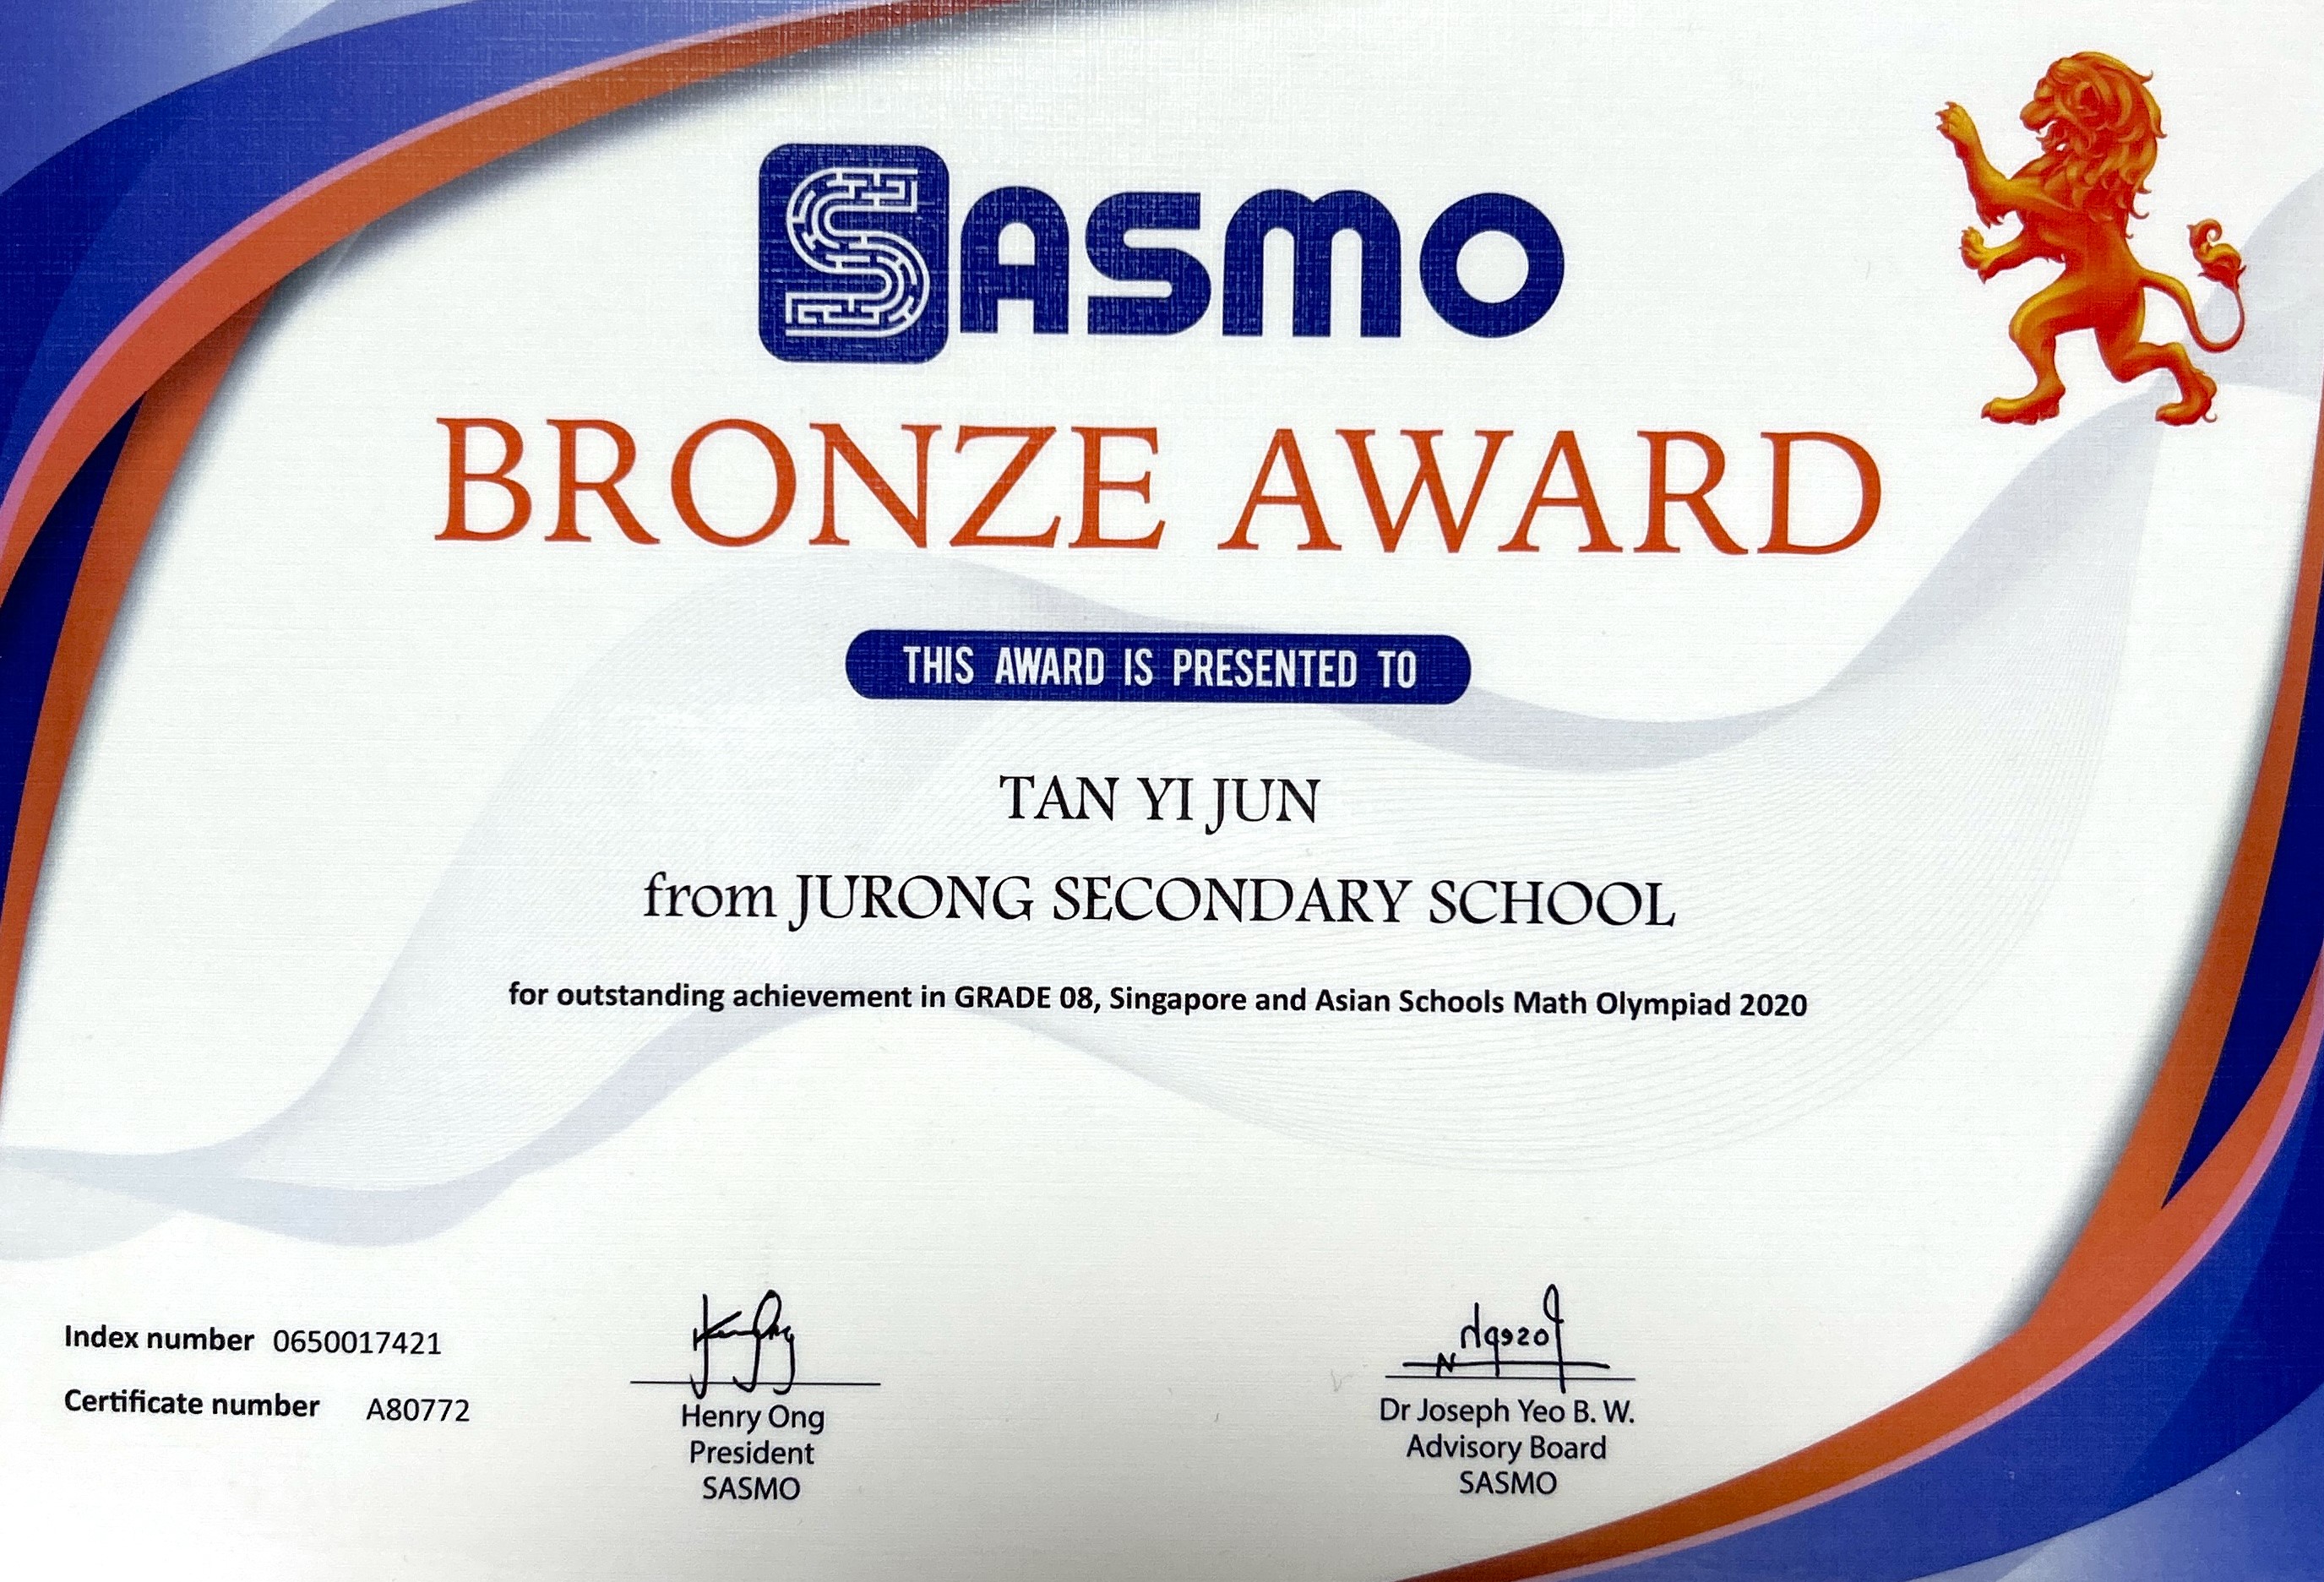 SASMO
BRONZE AWARD
THIS AWARD IS PRESENTED TO
TAN YI JUN
from JURONG SECONDARY SCHOOL
for outstanding achievement in GRADE 08, Singapore and Asian Schools Math Olympiad 2020
Index number 0650017421
Certificate number A80772
Henry Ong
President
SASMO
Dr Joseph Yeo B. W.
Advisory Board
SASMO